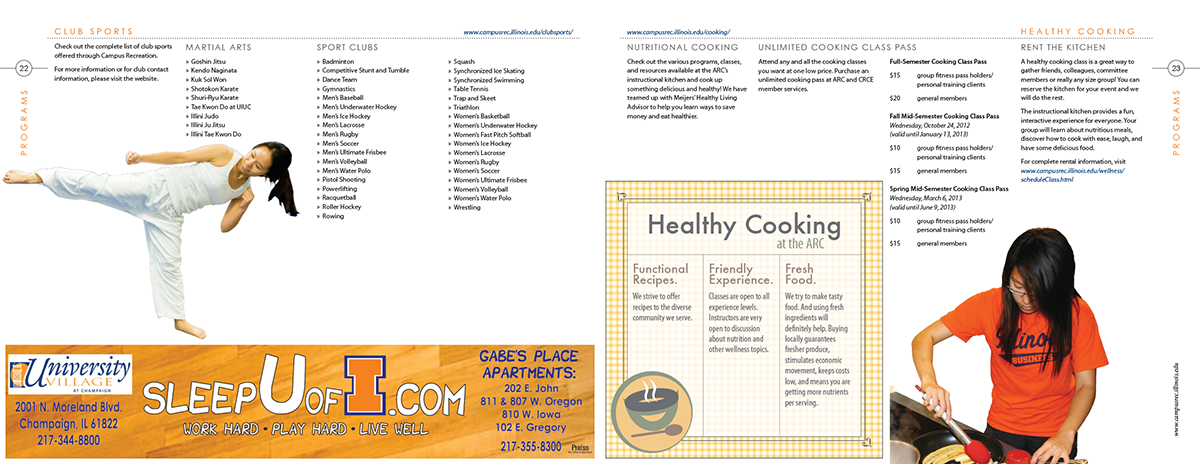 CLUB SPORTS
www.campusrec.illinois.edu/clubsports/
Check out the complete list of club sports
offered through Campus Recreation.
For more information or for club contact
information, please visit the website.
22
PROGRAMS
MARTIAL ARTS
» Goshin Jitsu
» Kendo Naginata
» Kuk Sol Won
» Shotokon Karate
» Shuri-Ryu Karate
» Tae Kwon Do at UIUC
» Illini Judo
» Illini Ju Jitsu
» Illini Tae Kwon Do
SPORT CLUBS
» Badminton
» Competitive Stunt and Tumble
» Dance Team
» Gymnastics
» Men's Baseball
» Men's Underwater Hockey
» Men's Ice Hockey
» Men's Lacrosse
» Men's Rugby
» Men's Soccer
» Men's Ultimate Frisbee
» Men's Volleyball
» Men's Water Polo
» Pistol Shooting
» Powerlifting
» Racquetball
» Roller Hockey
» Rowing
» Squash
» Synchronized Ice Skating
» Synchronized Swimming
» Table Tennis
» Trap and Skeet
» Triathlon
» Women's Basketball
» Women's Underwater Hockey
» Women's Fast Pitch Softball
» Women's Ice Hockey
» Women's Lacrosse
» Women's Rugby
» Women's Soccer
» Women's Ultimate Frisbee
» Women's Volleyball
» Women's Water Polo
» Wrestling
University
VILLAGE
AT CHAMPAIGN
2001 N. Moreland Blvd.
Champaign, IL 61822
217-344-8800
SLEEPUOFI.COM
WORK HARD • PLAY HARD • LIVE WELL
GABE'S PLACE
APARTMENTS:
202 E. John
811 & 807 W. Oregon
810 W. Iowa
102 E. Gregory
217-355-8300
Preiss
www.campusrec.illinois.edu/cooking/
HEALTHY COOKING
NUTRITIONAL COOKING
Check out the various programs, classes,
and resources available at the ARC's
instructional kitchen and cook up
something delicious and healthy! We have
teamed up with Meijers' Healthy Living
Advisor to help you learn ways to save
money and eat healthier.
UNLIMITED COOKING CLASS PASS
Attend any and all the cooking classes
you want at one low price. Purchase an
unlimited cooking pass at ARC and CRCE
member services.
Full-Semester Cooking Class Pass
$15 group fitness pass holders/
personal training clients
$20 general members
Fall Mid-Semester Cooking Class Pass
Wednesday, October 24, 2012
(valid until January 13, 2013)
$10 group fitness pass holders/
personal training clients
$15 general members
Spring Mid-Semester Cooking Class Pass
Wednesday, March 6, 2013
(valid until June 9, 2013)
$10 group fitness pass holders/
personal training clients
$15 general members
RENT THE KITCHEN
A healthy cooking class is a great way to
gather friends, colleagues, committee
members or really any size group! You can
reserve the kitchen for your event and we
will do the rest.
The instructional kitchen provides a fun,
interactive experience for everyone. Your
group will learn about nutritious meals,
discover how to cook with ease, laugh, and
have some delicious food.
For complete rental information, visit
www.campusrec.illinois.edu/wellness/
scheduleClass.html
23
PROGRAMS
Healthy Cooking
at the ARC
Functional
Recipes.
We strive to offer
recipes to the diverse
community we serve.
Friendly
Experience.
Classes are open to all
experience levels.
Instructors are very
open to discussion
about nutrition and
other wellness topics.
Fresh
Food.
We try to make tasty
food. And using fresh
ingredients will
definitely help. Buying
locally guarantees
fresher produce,
stimulates economic
movement, keeps costs
low, and means you are
getting more nutrients
per serving.
BUSINESS
www.campusrec.illinois.edu